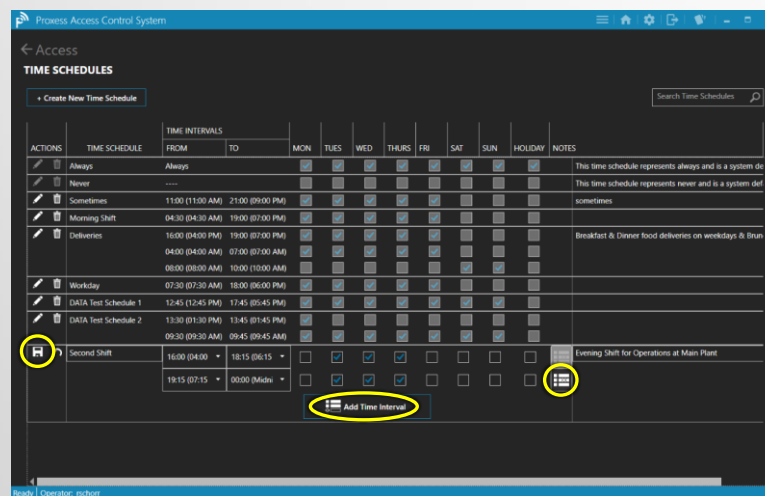 Proxess Access Control System
Access
TIME SCHEDULES
+ Create New Time Schedule
Search Time Schedules
TIME INTERVALS
ACTIONS TIME SCHEDULE FROM TO MON TUES WED THURS FRI SAT SUN HOLIDAY NOTES
Always Always This time schedule represents always and is a system de
Never ---- This time schedule represents never and is a system def
Sometimes 11:00 (11:00 AM) 21:00 (09:00 PM) sometimes
Morning Shift 04:30 (04:30 AM) 19:00 (07:00 PM)
Deliveries 16:00 (04:00 PM) 19:00 (07:00 PM) Breakfast & Dinner food deliveries on weekdays & Brun
04:00 (04:00 AM) 07:00 (07:00 AM)
08:00 (08:00 AM) 10:00 (10:00 AM)
Workday 07:30 (07:30 AM) 18:00 (06:00 PM)
DATA Test Schedule 1 12:45 (12:45 PM) 17:45 (05:45 PM)
DATA Test Schedule 2 13:30 (01:30 PM) 13:45 (01:45 PM)
09:30 (09:30 AM) 09:45 (09:45 AM)
Second Shift 16:00 (04:00 18:15 (06:15 Evening Shift for Operations at Main Plant
19:15 (07:15 00:00 (Midni
Add Time Interval
Ready Operator: rschorr